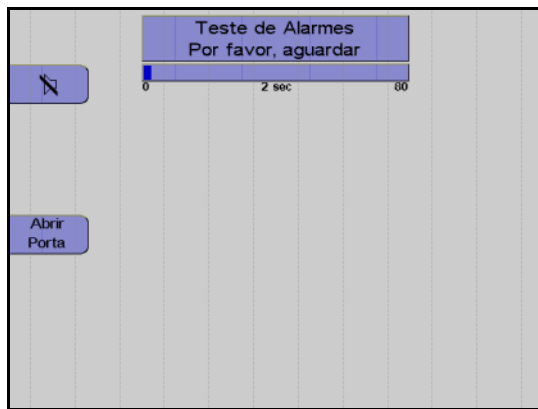 Teste de Alarmes
Por favor, aguardar
0 2 sec 80
Abrir
Porta